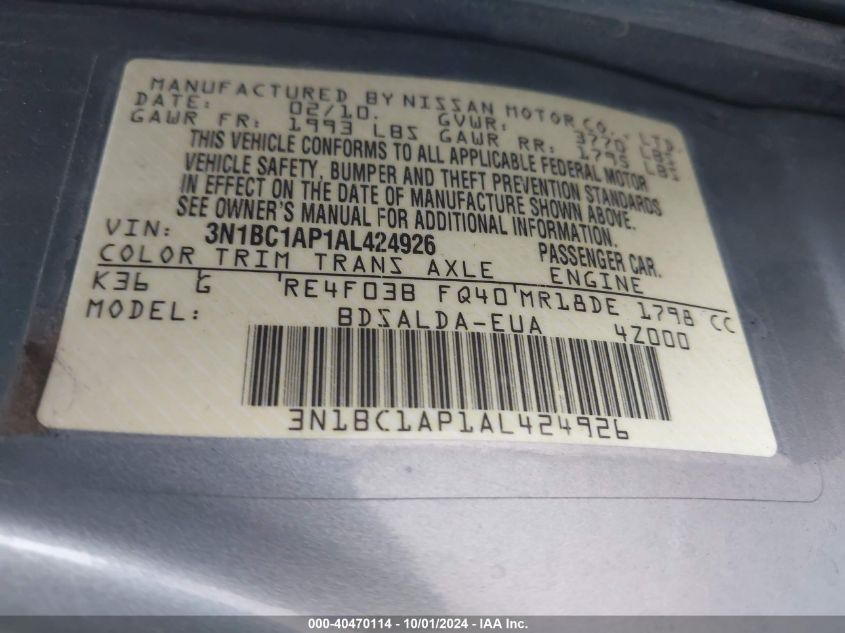 MANUFACTURED BY NISSAN MOTOR CO., LTD.
DATE: 02/10. GVWR: 3770 LBS
GAWR FR: 1993 LBS GAWR RR: 1795 LBS
THIS VEHICLE CONFORMS TO ALL APPLICABLE FEDERAL MOTOR
VEHICLE SAFETY, BUMPER AND THEFT PREVENTION STANDARDS
IN EFFECT ON THE DATE OF MANUFACTURE SHOWN ABOVE.
SEE OWNER'S MANUAL FOR ADDITIONAL INFORMATION.
VIN: 3N1BC1AP1AL424926 PASSENGER CAR.
COLOR TRIM TRANS AXLE ENGINE
K36 G RE4F03B FQ40 MR18DE 1798 CC
MODEL: BDSALDA-EUA 4Z000
3N1BC1AP1AL424926
000-40470114 - 10/01/2024 - IAA Inc.